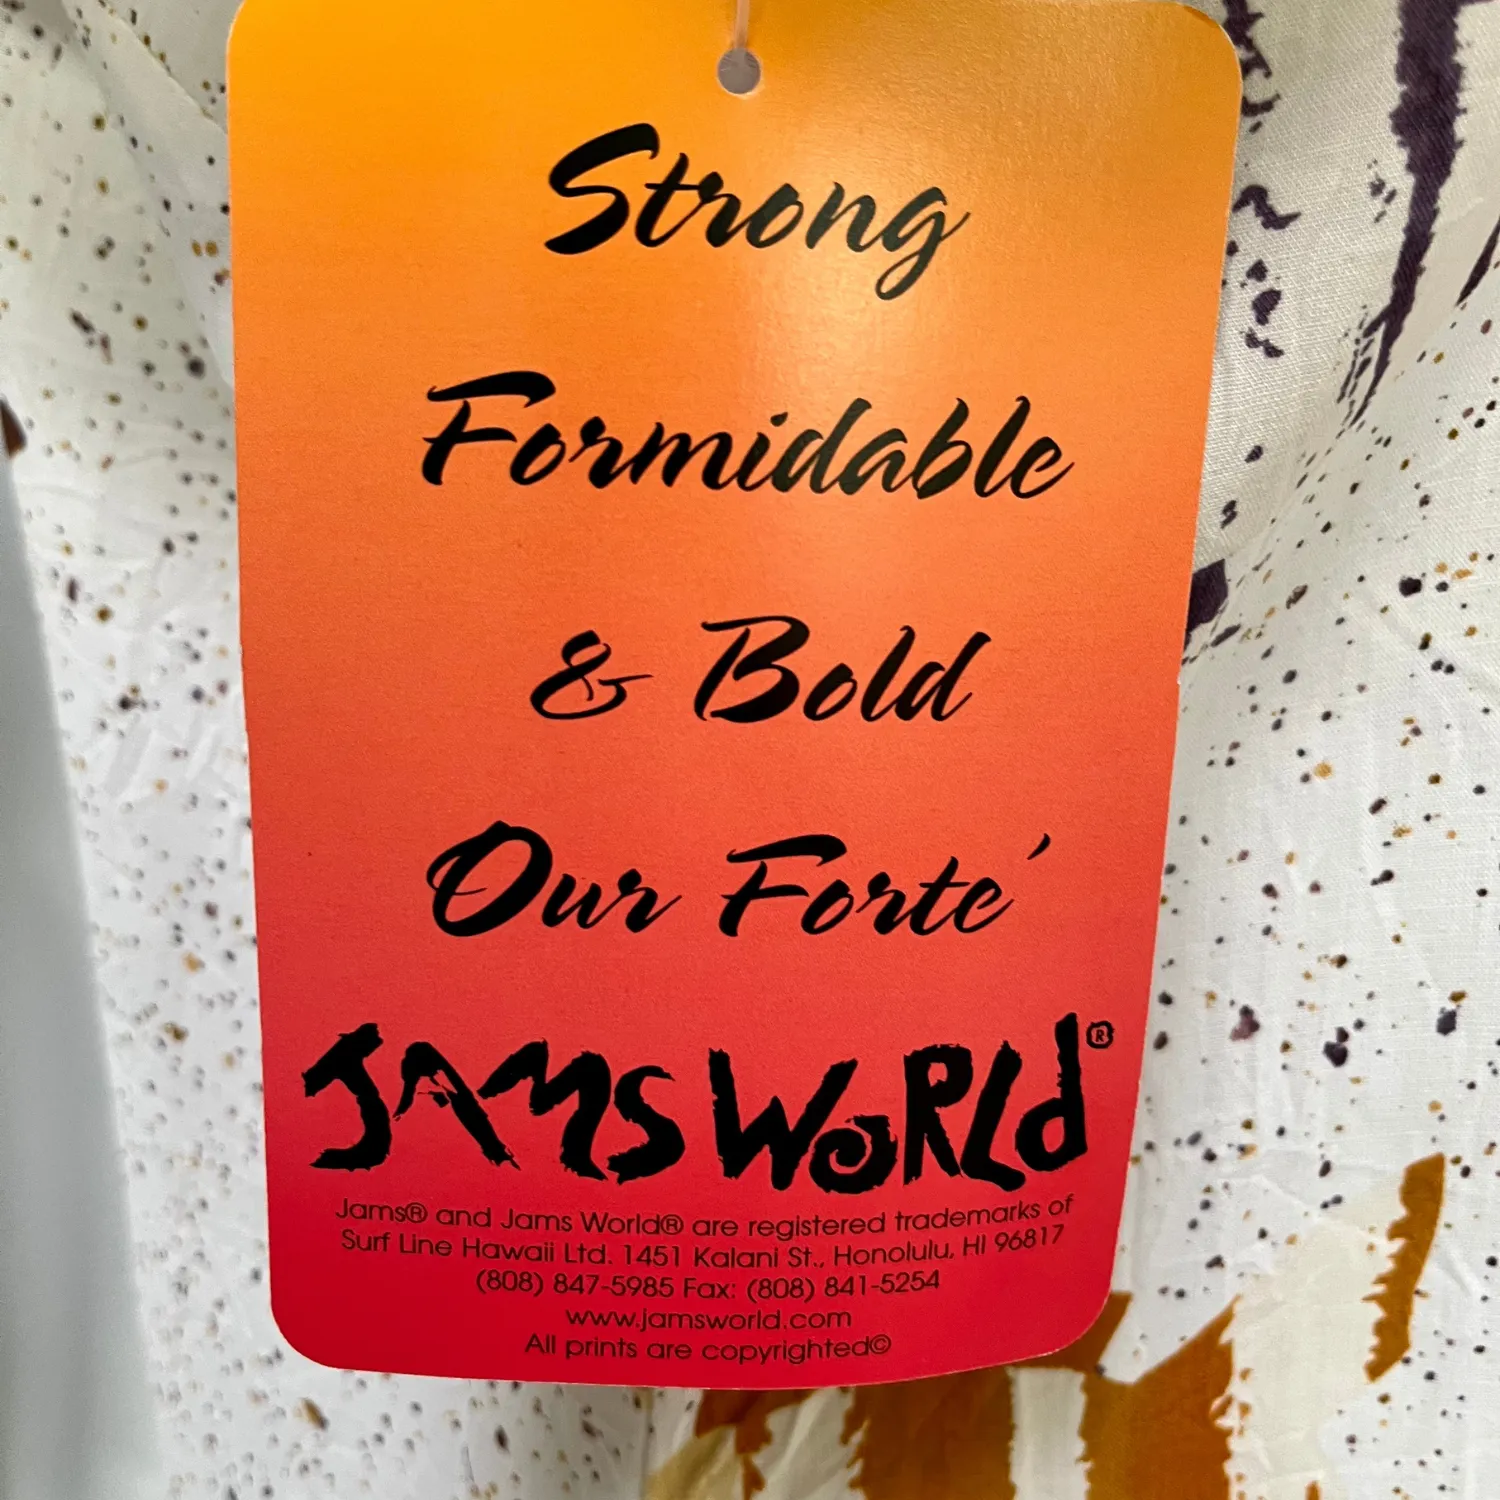 Strong
Formidable
& Bold
Our Forte´
JAMS WORLD®
Jams® and Jams World® are registered trademarks of
Surf Line Hawaii Ltd. 1451 Kalani St., Honolulu, HI 96817
(808) 847-5985 Fax: (808) 841-5254
www.jamsworld.com
All prints are copyrighted©